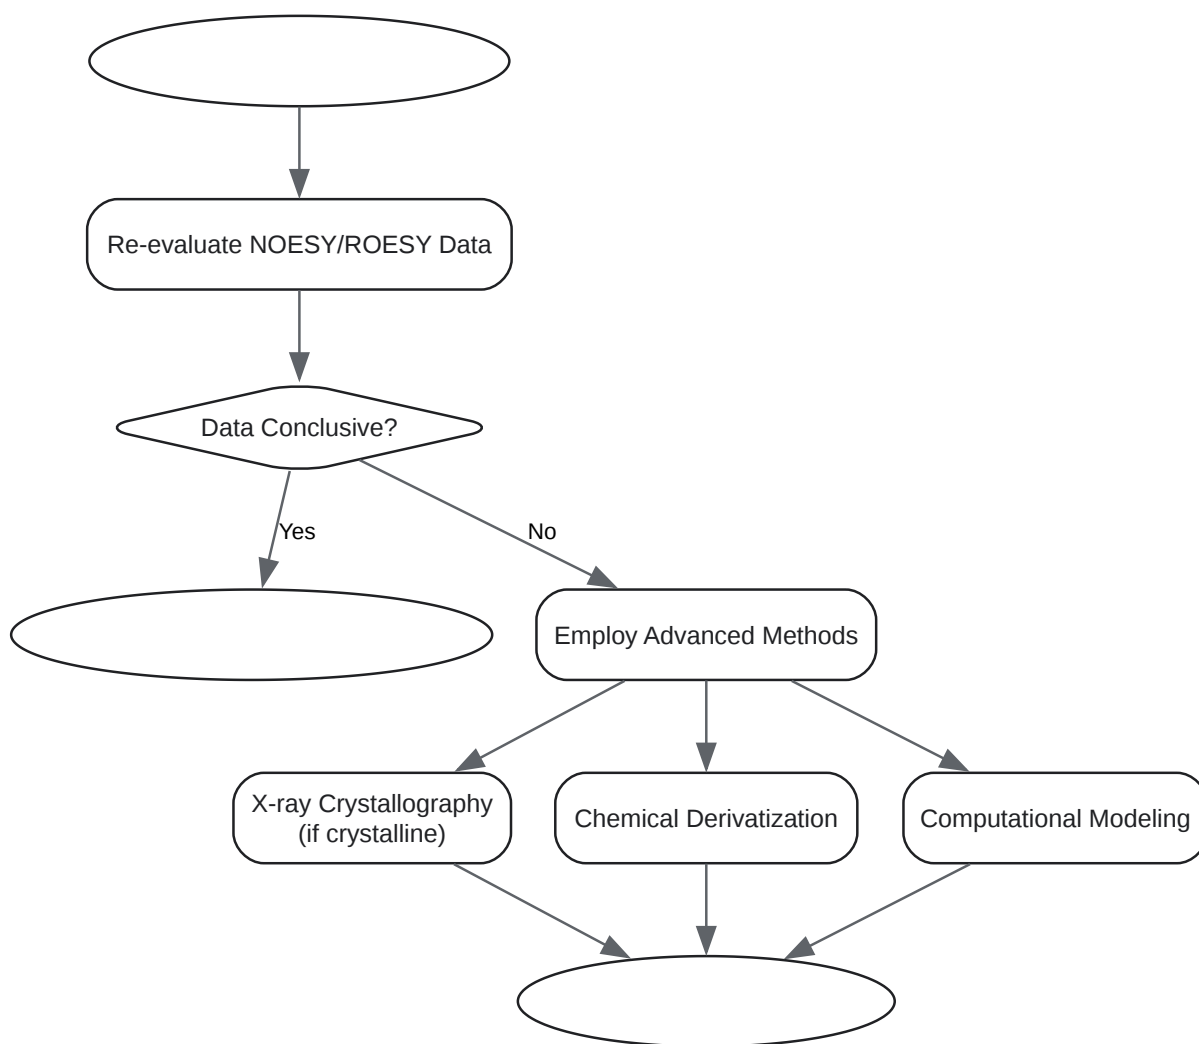 Re-evaluate NOESY/ROESY Data
Data Conclusive?
Yes
No
Employ Advanced Methods
X-ray Crystallography
(if crystalline)
Chemical Derivatization
Computational Modeling